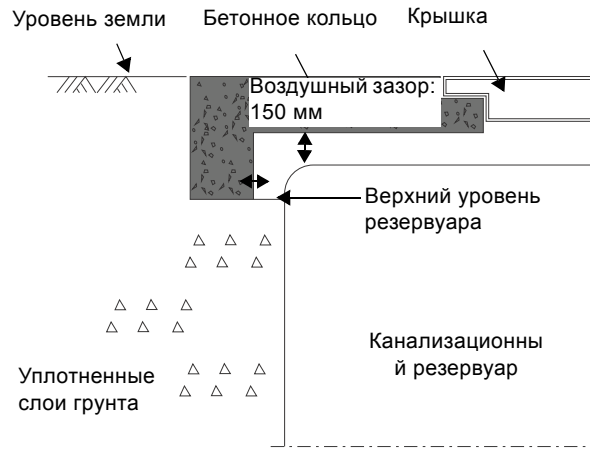 Уровень земли
Бетонное кольцо
Крышка
Воздушный зазор:
150 мм
Верхний уровень
резервуара
Канализационны
й резервуар
Уплотненные
слои грунта